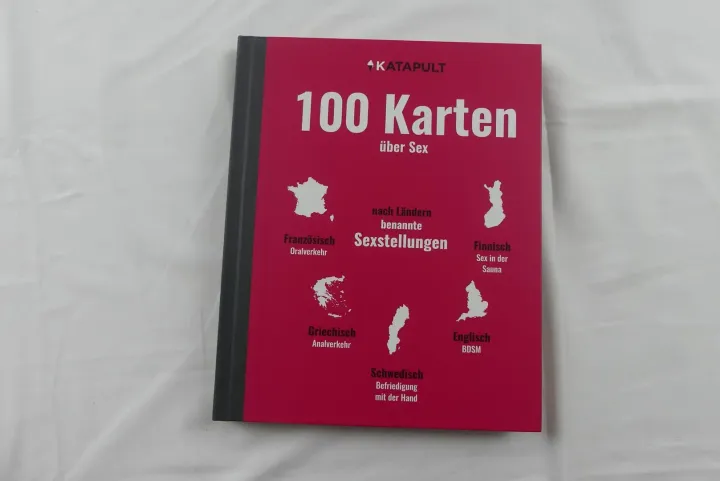 KATAPULT
100 Karten
über Sex
nach Ländern
benannte
Sexstellungen
Französisch
Oralverkehr
Finnisch
Sex in der
Sauna
Griechisch
Analverkehr
Englisch
BDSM
Schwedisch
Befriedigung
mit der Hand